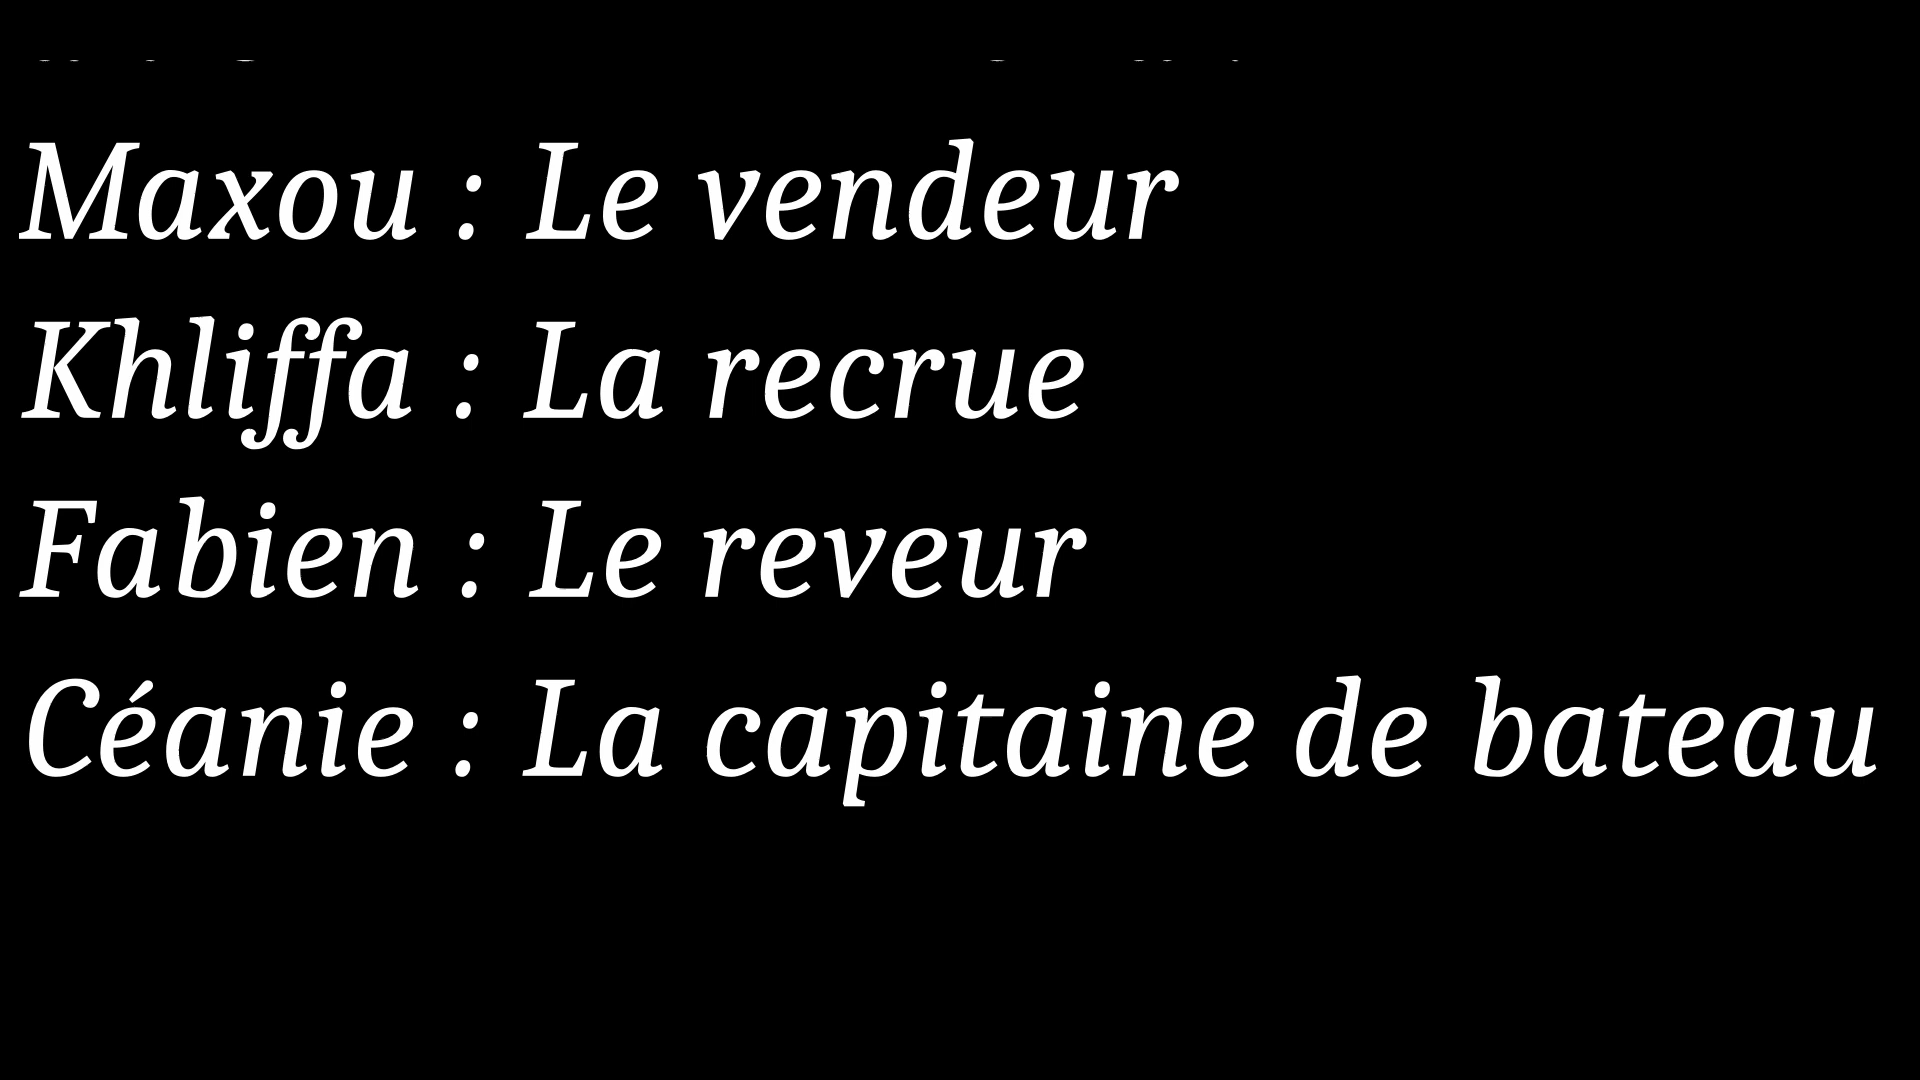 Maxou : Le vendeur
Khliffa : La recrue
Fabien : Le reveur
Céanie : La capitaine de bateau